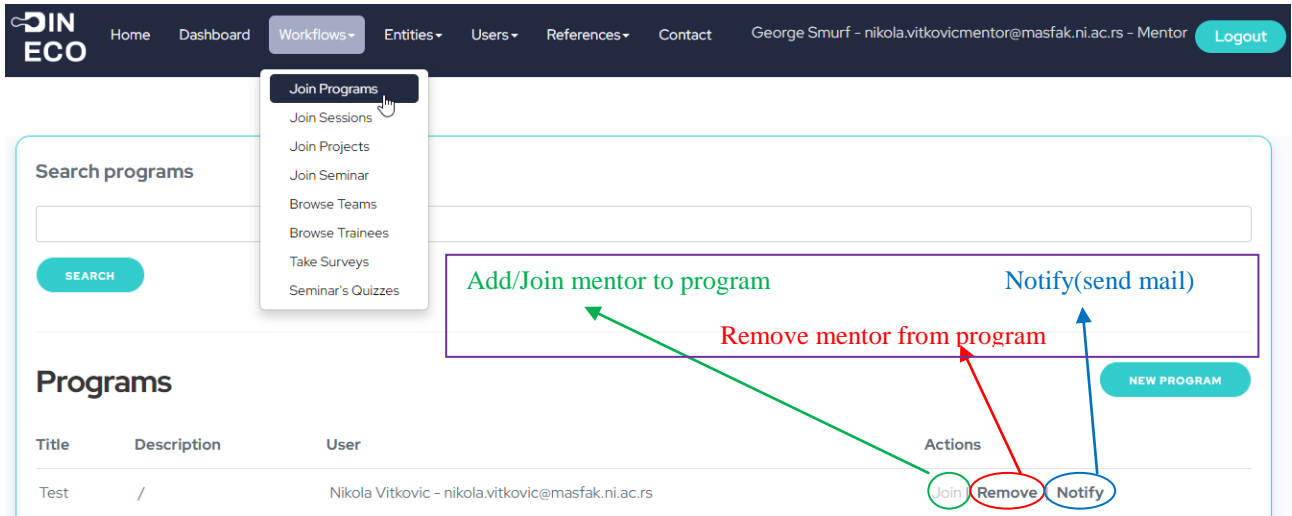 DIN ECO
Home Dashboard Workflows Entities Users References Contact George Smurf - nikola.vitkovicmentor@masfak.ni.ac.rs - Mentor Logout
Join Programs
Join Sessions
Join Projects
Join Seminar
Browse Teams
Browse Trainees
Take Surveys
Seminar's Quizzes
Search programs
SEARCH
Add/Join mentor to program Notify(send mail)
Remove mentor from program
Programs NEW PROGRAM
Title Description User Actions
Test / Nikola Vitkovic - nikola.vitkovic@masfak.ni.ac.rs Join | Remove | Notify